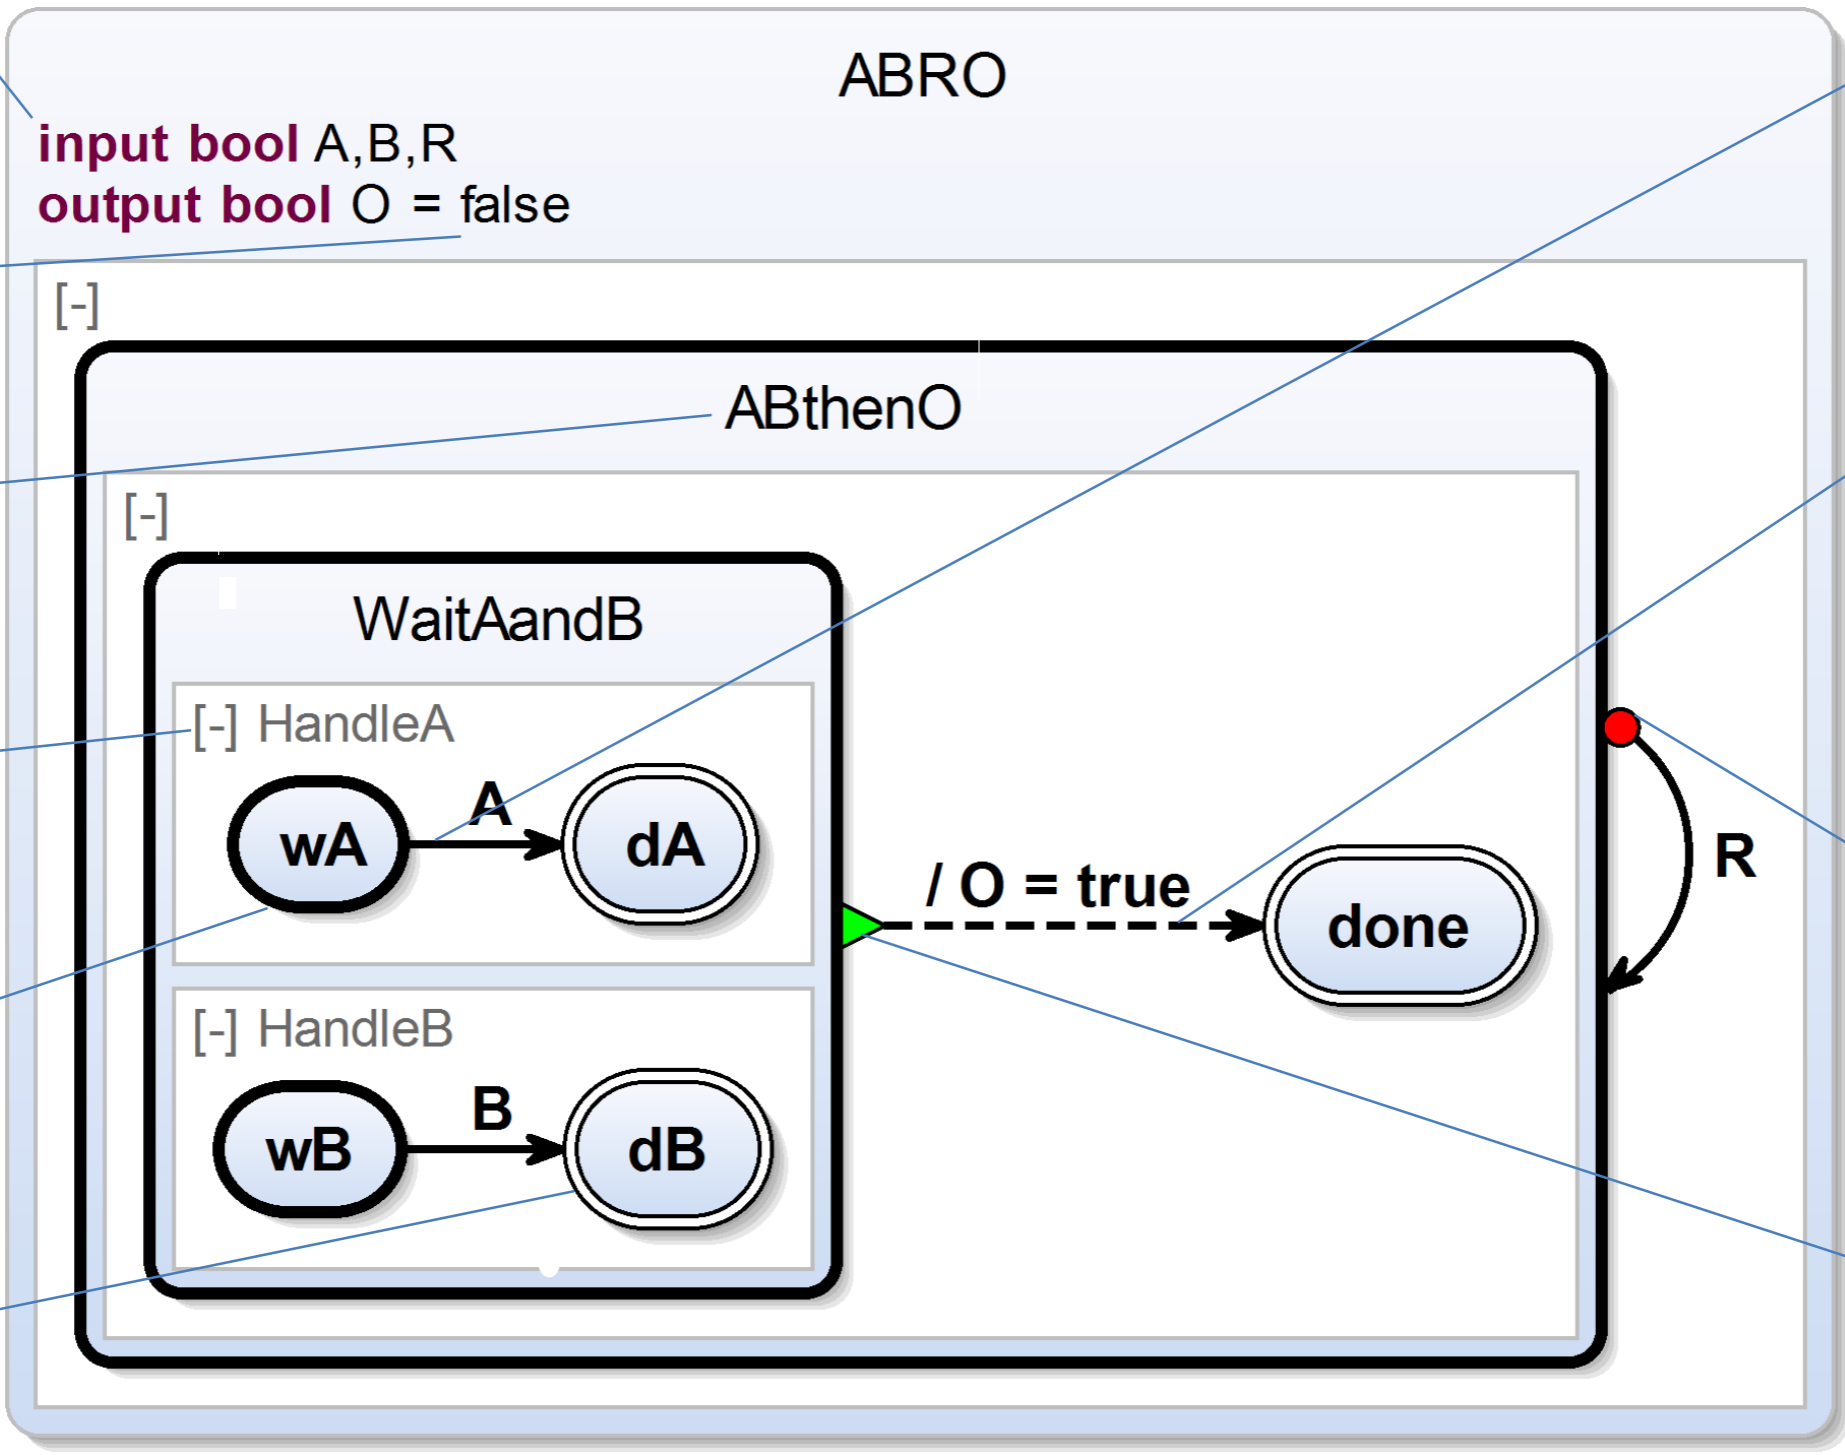 ABRO
input bool A,B,R
output bool O = false
[-]
ABthenO
[-]
WaitAandB
[-] HandleA
wA
A
dA
/ O = true
done
R
[-] HandleB
wB
B
dB